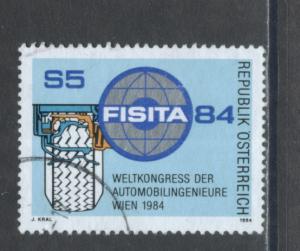 S5
FISITA 84
REPUBLIK ÖSTERREICH
WELTKONGRESS DER
AUTOMOBILINGENIEURE
WIEN 1984
J. KRAL
1984